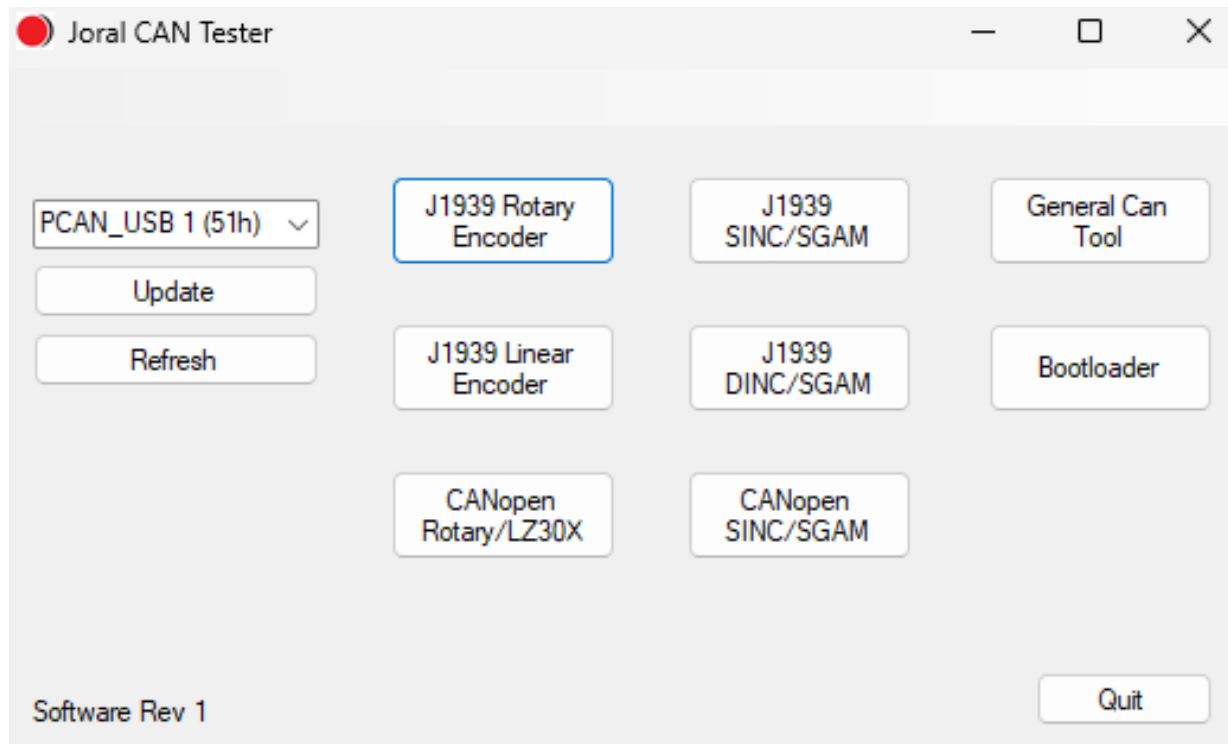 Joral CAN Tester
PCAN_USB 1 (51h)
Update
Refresh
J1939 Rotary
Encoder
J1939
SINC/SGAM
General Can
Tool
J1939 Linear
Encoder
J1939
DINC/SGAM
Bootloader
CANopen
Rotary/LZ30X
CANopen
SINC/SGAM
Software Rev 1
Quit